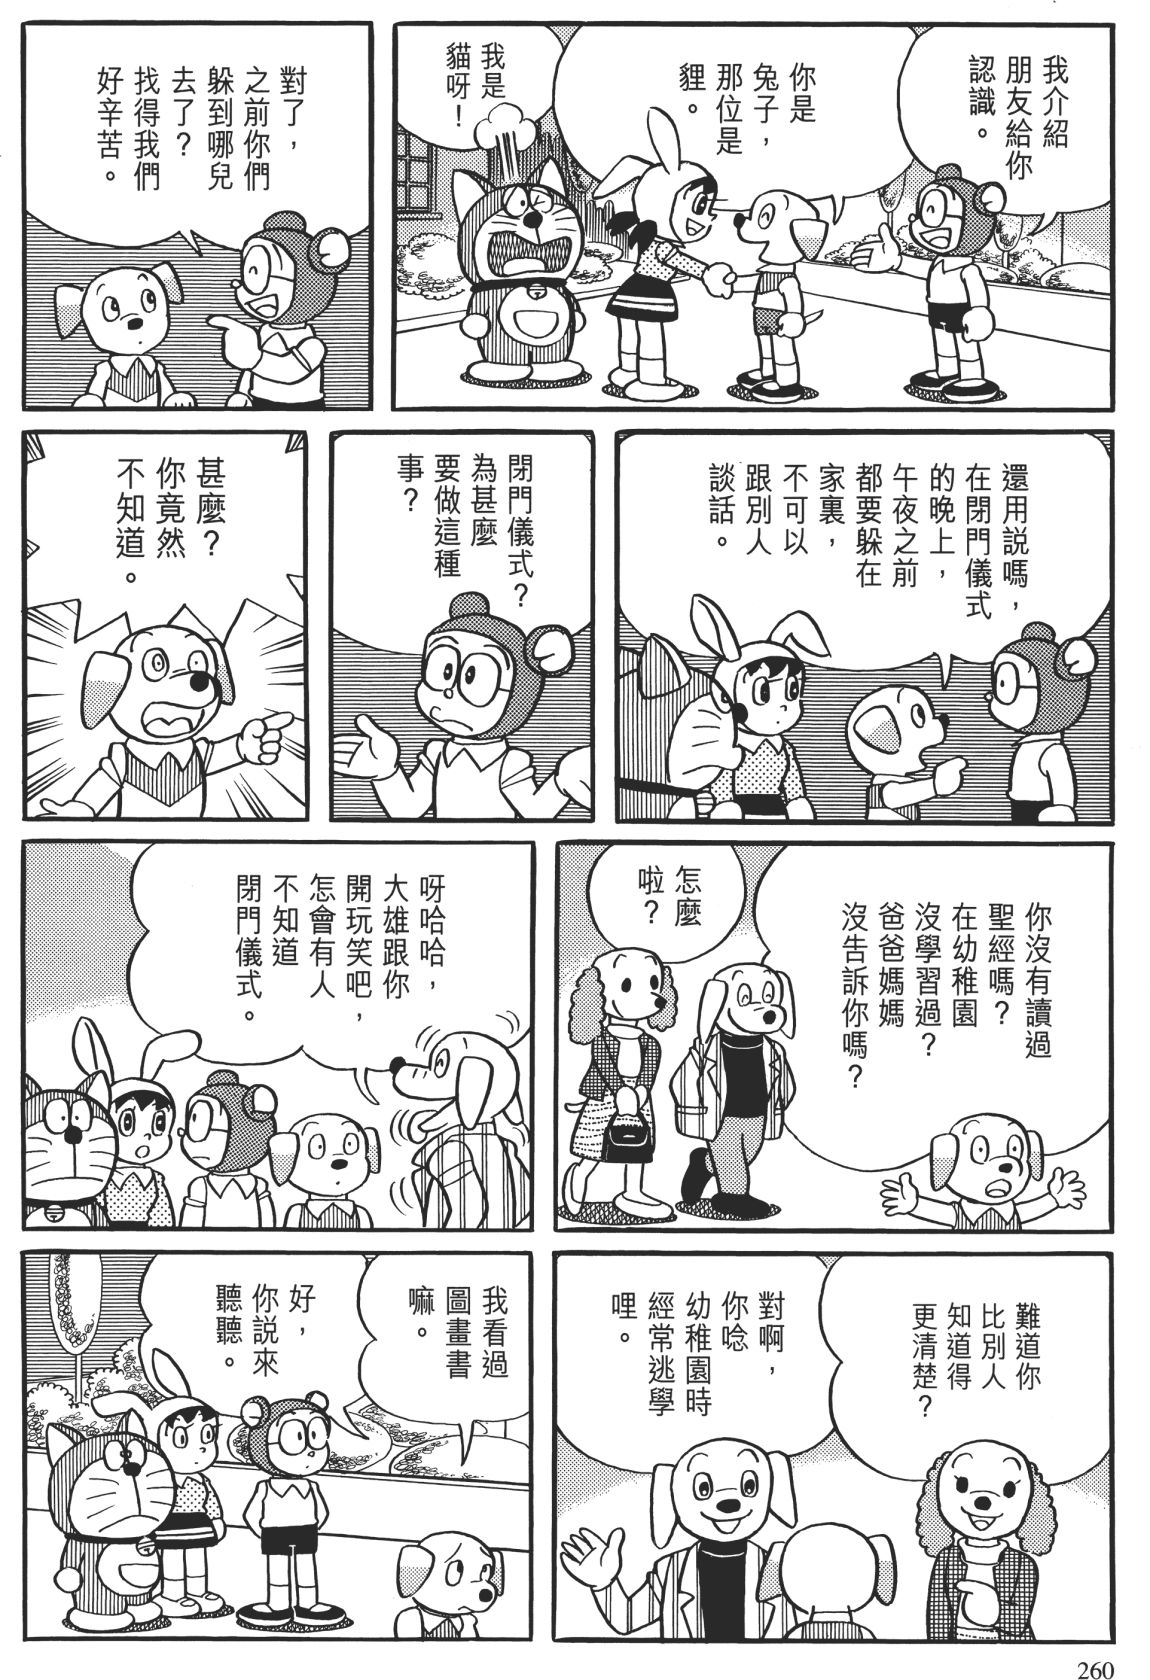 我介紹
朋友給你
認識。
你是
兔子，
那位是
貍。
我是
貓呀！
對了，
之前你們
躲到哪兒
去了？
找得我們
好辛苦。
還用説嗎，
在閉門儀式
的晚上，
午夜之前
都要躲在
家裏，
不可以
跟別人
談話。
閉門儀式？
為甚麼
要做這種
事？
甚麼？
你竟然
不知道。
你沒有讀過
聖經嗎？
在幼稚園
沒學習過？
爸爸媽媽
沒告訴你嗎？
怎麼
啦？
呀哈哈，
大雄跟你
開玩笑吧，
怎會有人
不知道
閉門儀式。
難道你
比別人
知道得
更清楚？
對啊，
你唸
幼稚園時
經常逃學
哩。
我看過
圖畫書
嘛。
好，
你說來
聽聽。
260